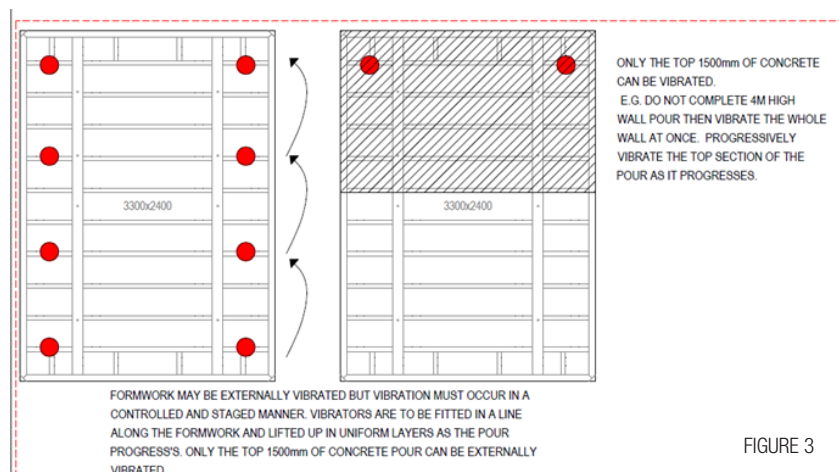 3300x2400
3300x2400
ONLY THE TOP 1500mm OF CONCRETE
CAN BE VIBRATED.
E.G. DO NOT COMPLETE 4M HIGH
WALL POUR THEN VIBRATE THE WHOLE
WALL AT ONCE. PROGRESSIVELY
VIBRATE THE TOP SECTION OF THE
POUR AS IT PROGRESSES.
FORMWORK MAY BE EXTERNALLY VIBRATED BUT VIBRATION MUST OCCUR IN A
CONTROLLED AND STAGED MANNER. VIBRATORS ARE TO BE FITTED IN A LINE
ALONG THE FORMWORK AND LIFTED UP IN UNIFORM LAYERS AS THE POUR
PROGRESS'S. ONLY THE TOP 1500mm OF CONCRETE POUR CAN BE EXTERNALLY
VIBRATED
FIGURE 3